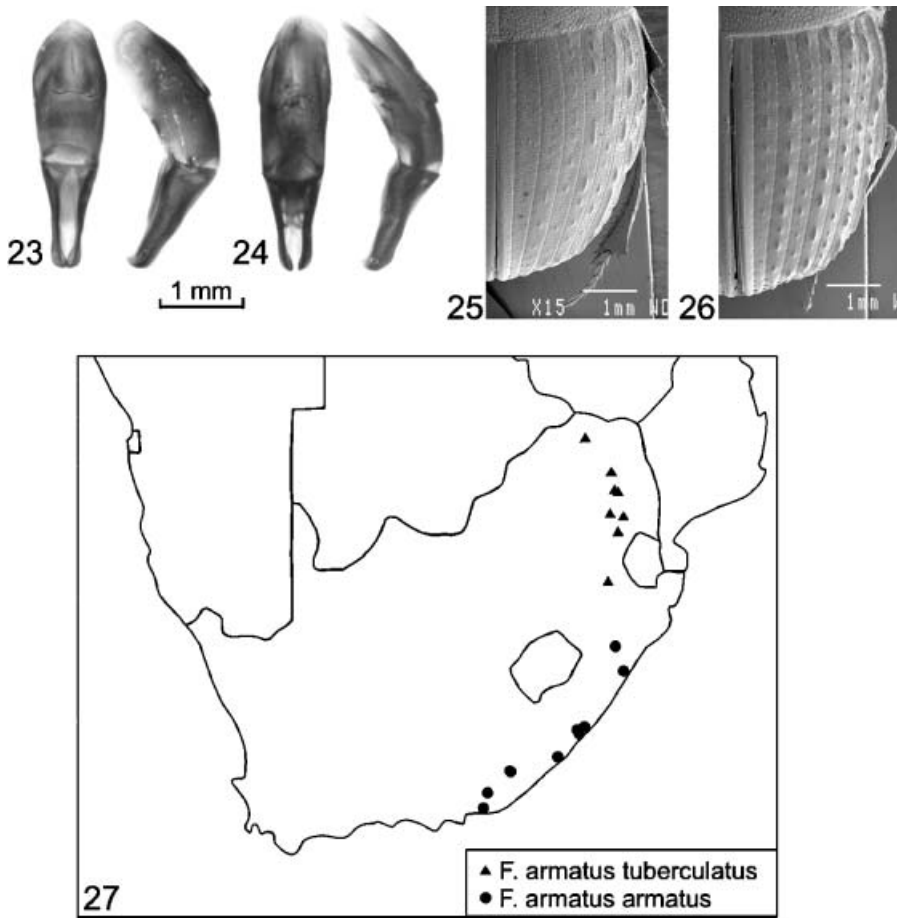 23
24
1 mm
25
X15 1mm WD
26
1mm W
27
▲ F. armatus tuberculatus
● F. armatus armatus